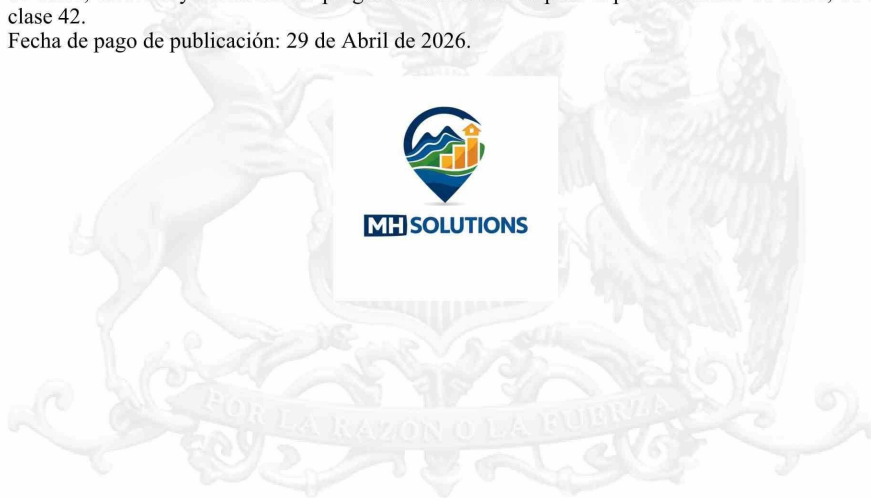 clase 42.
Fecha de pago de publicación: 29 de Abril de 2026.
MH SOLUTIONS
POR LA RAZON O LA FUERZA